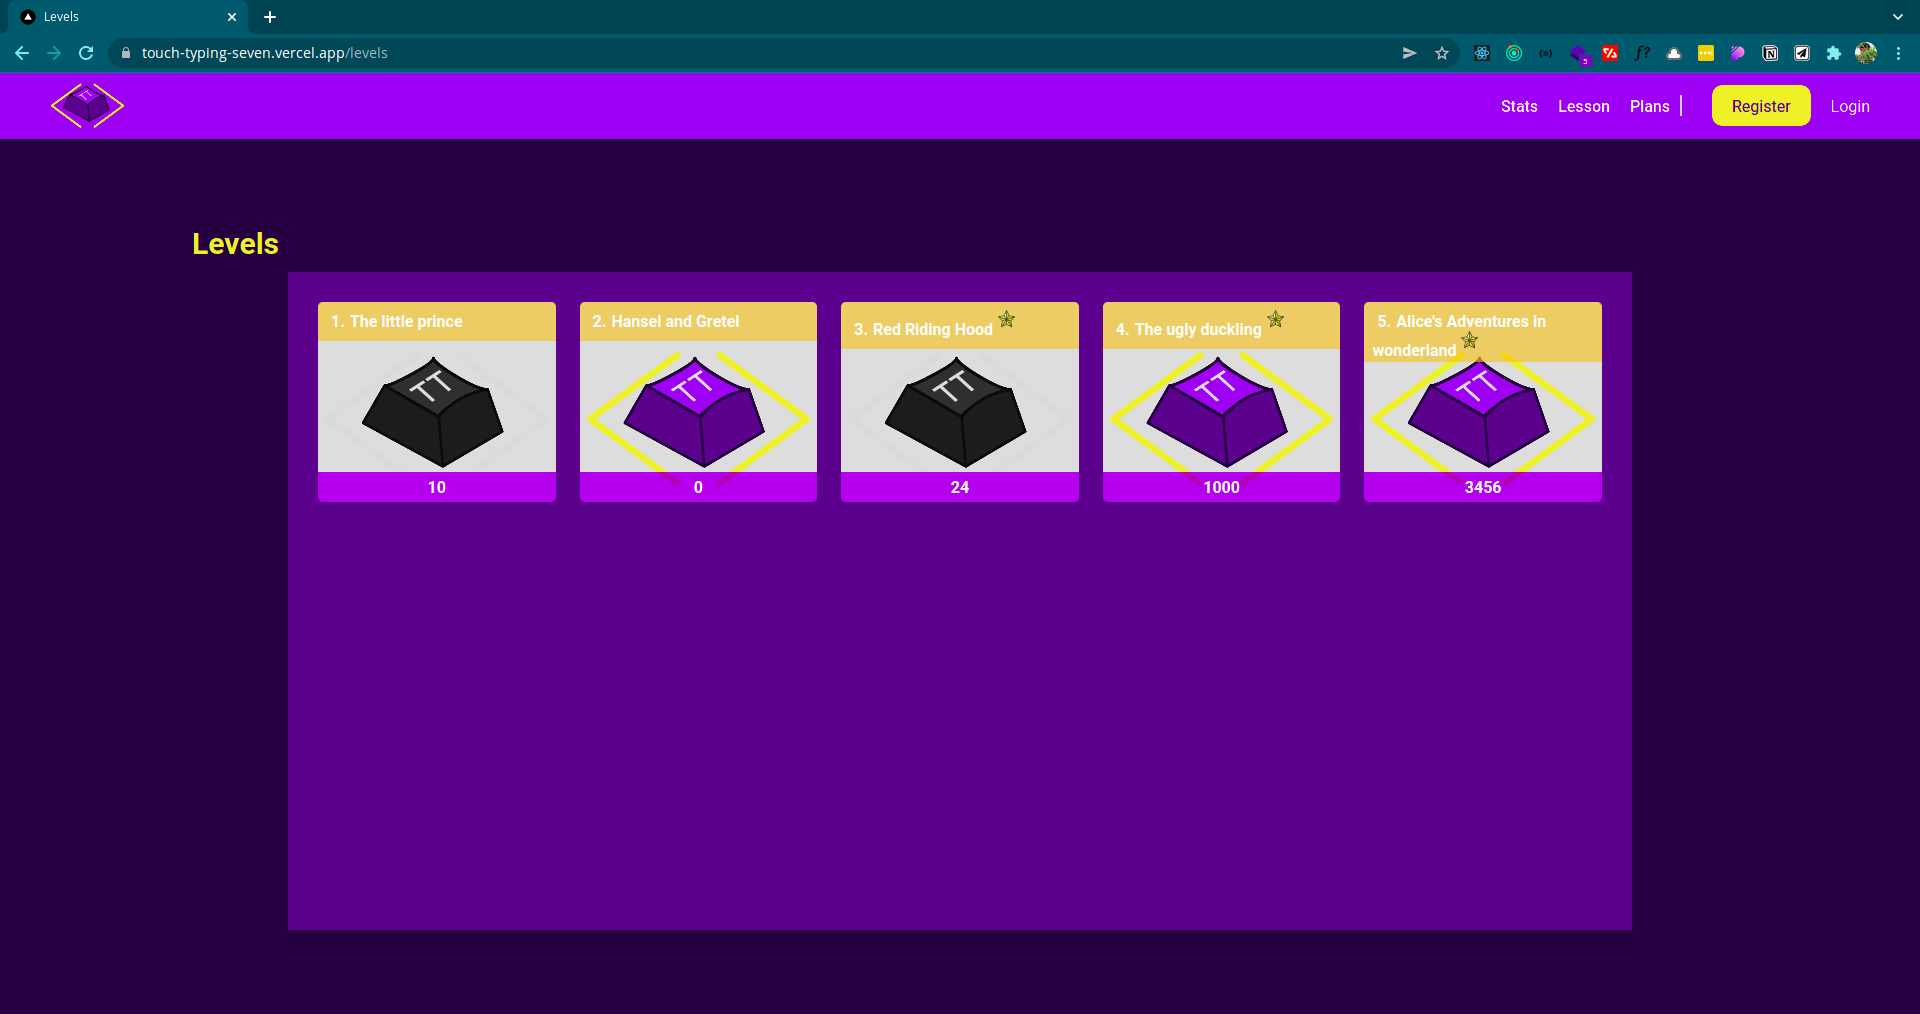 Levels
touch-typing-seven.vercel.app/levels
5
f?
TT
Stats Lesson Plans Register Login
Levels
1. The little prince
TT
10
2. Hansel and Gretel
TT
0
3. Red Riding Hood
TT
24
4. The ugly duckling
TT
1000
5. Alice's Adventures in
wonderland
TT
3456